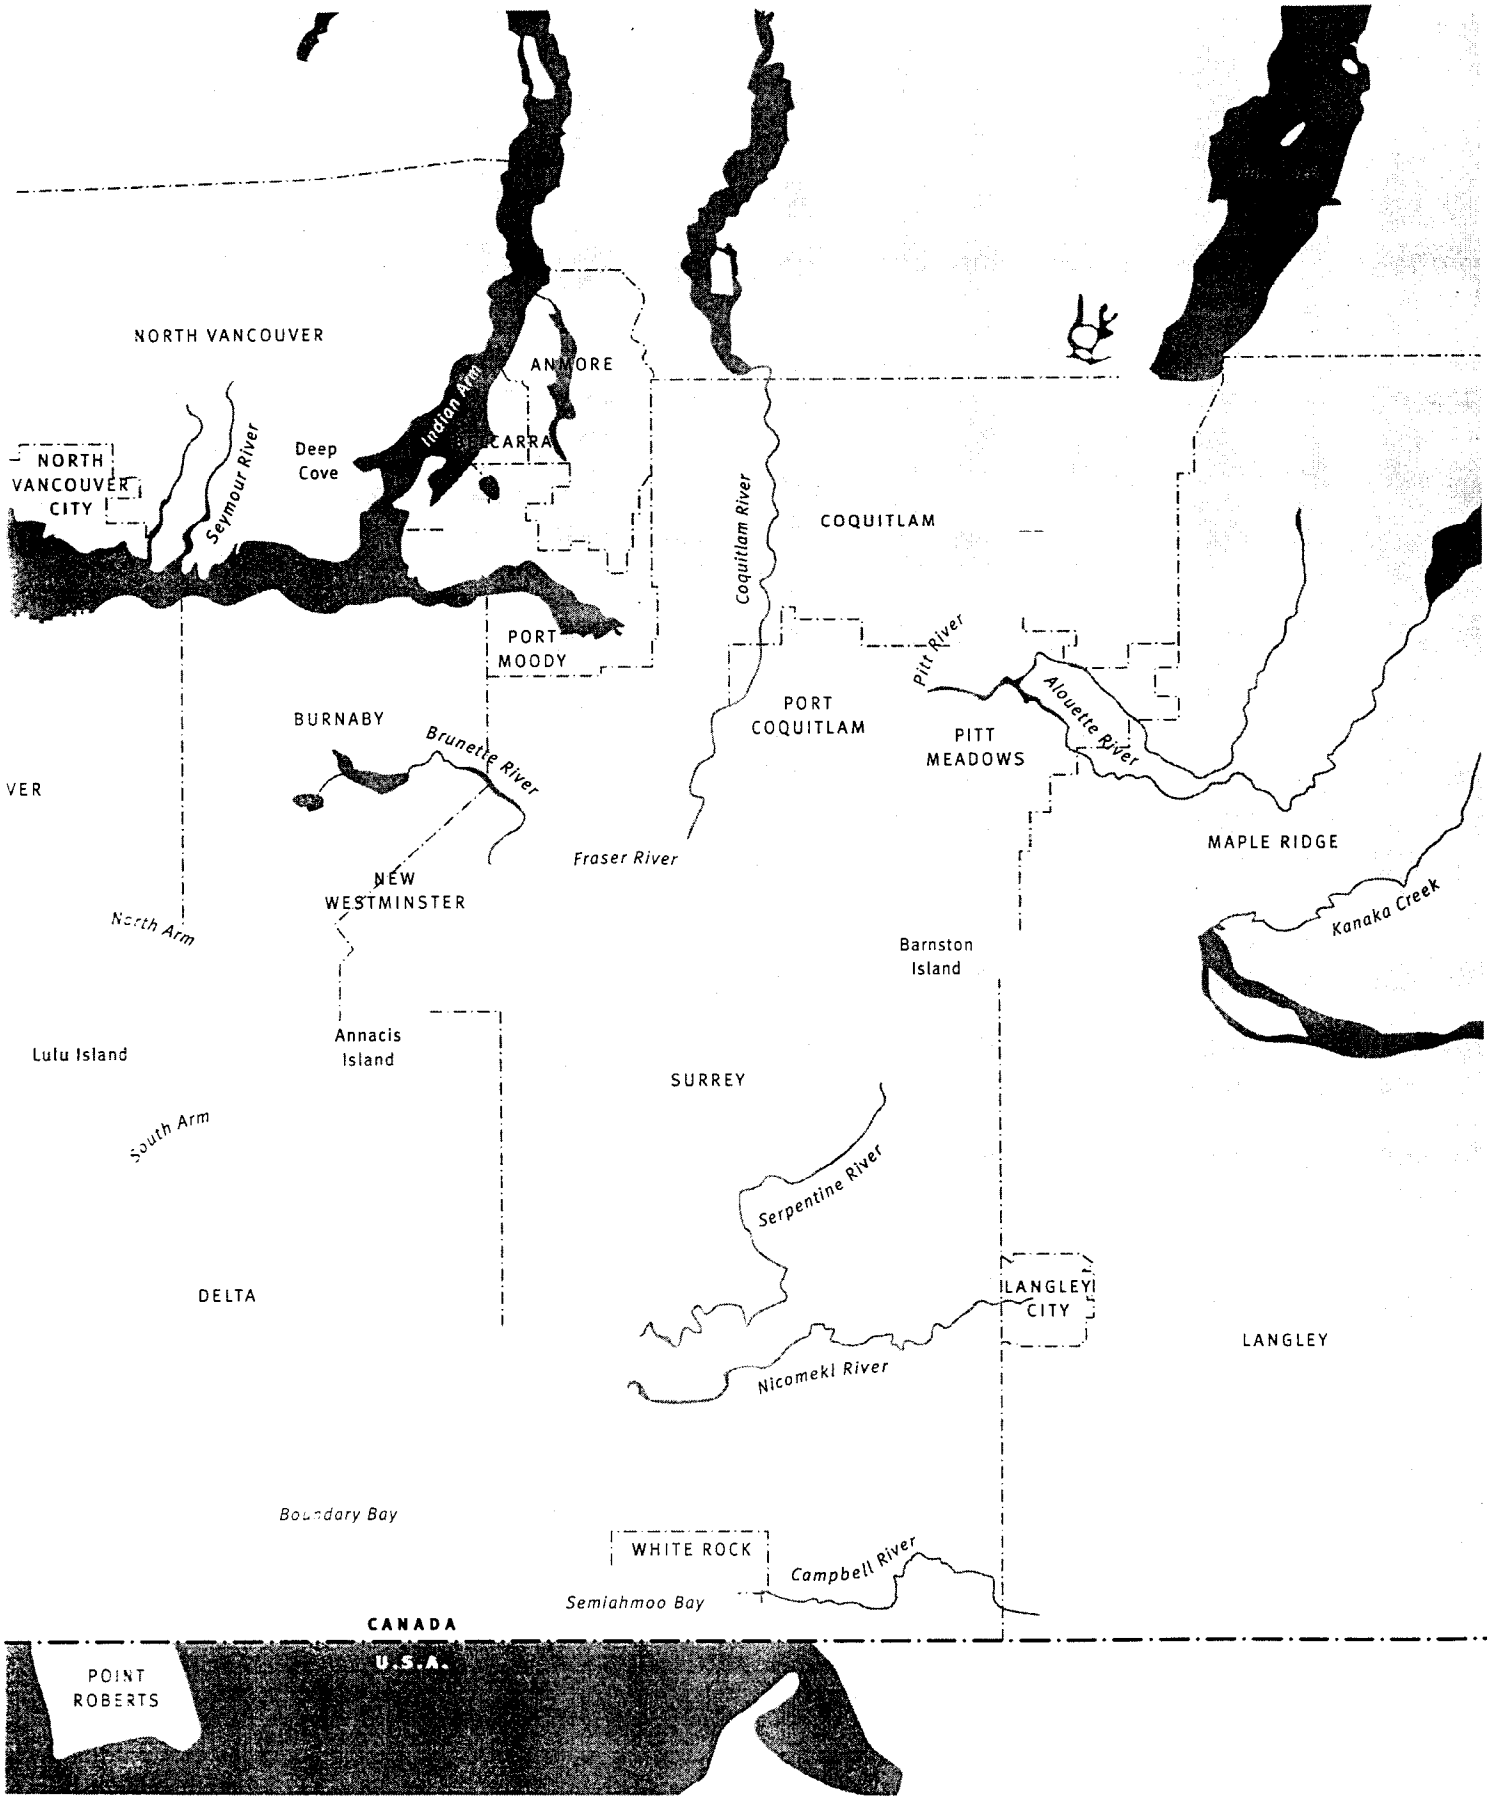 NORTH VANCOUVER
ANMORE
Indian Arm
CARRA
Deep
Cove
NORTH
VANCOUVER
CITY
Seymour River
Coquitlam River
COQUITLAM
PORT
MOODY
Pitt River
Alouette River
BURNABY
Brunette River
PORT
COQUITLAM
PITT
MEADOWS
VER
MAPLE RIDGE
Fraser River
NEW
WESTMINSTER
Kanaka Creek
North Arm
Barnston
Island
Annacis
Island
Lulu Island
SURREY
South Arm
Serpentine River
DELTA
LANGLEY
CITY
LANGLEY
Nicomekl River
Boundary Bay
WHITE ROCK
Campbell River
Semiahmoo Bay
CANADA
U.S.A.
POINT
ROBERTS